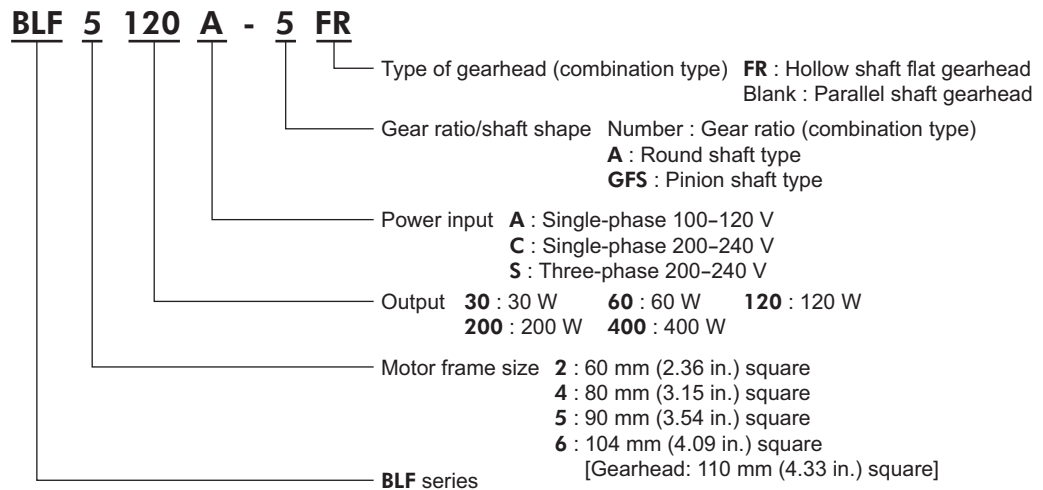 BLF 5 120 A - 5 FR
Type of gearhead (combination type) FR : Hollow shaft flat gearhead
Blank : Parallel shaft gearhead
Gear ratio/shaft shape Number : Gear ratio (combination type)
A : Round shaft type
GFS : Pinion shaft type
Power input A : Single-phase 100–120 V
C : Single-phase 200–240 V
S : Three-phase 200–240 V
Output 30 : 30 W 60 : 60 W 120 : 120 W
200 : 200 W 400 : 400 W
Motor frame size 2 : 60 mm (2.36 in.) square
4 : 80 mm (3.15 in.) square
5 : 90 mm (3.54 in.) square
6 : 104 mm (4.09 in.) square
[Gearhead: 110 mm (4.33 in.) square]
BLF series